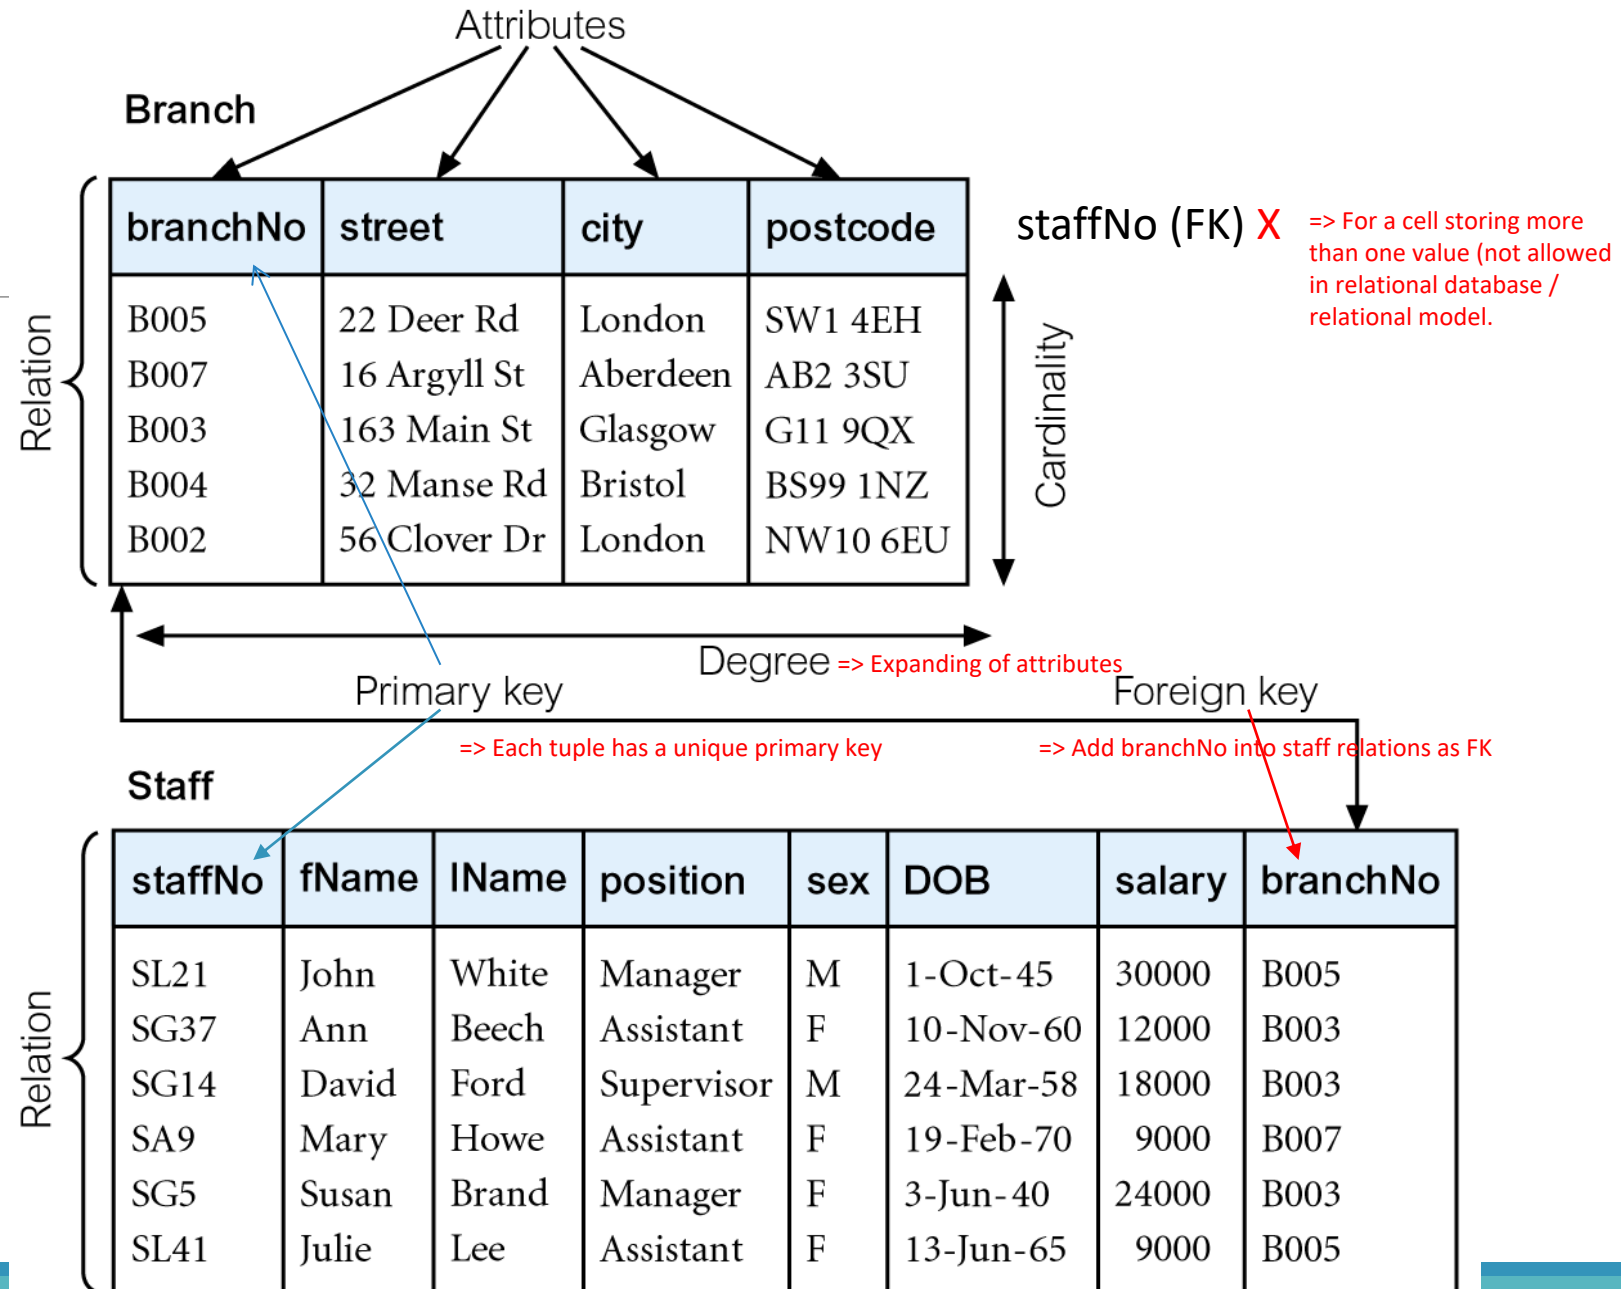 Attributes
Branch
branchNo street city postcode
staffNo (FK) X
=> For a cell storing more
than one value (not allowed
in relational database /
relational model.
Relation
B005 22 Deer Rd London SW1 4EH
B007 16 Argyll St Aberdeen AB2 3SU
B003 163 Main St Glasgow G11 9QX
B004 32 Manse Rd Bristol BS99 1NZ
B002 56 Clover Dr London NW10 6EU
Cardinality
Degree => Expanding of attributes
Primary key
Foreign key
=> Each tuple has a unique primary key
=> Add branchNo into staff relations as FK
Staff
staffNo fName lName position sex DOB salary branchNo
Relation
SL21 John White Manager M 1-Oct-45 30000 B005
SG37 Ann Beech Assistant F 10-Nov-60 12000 B003
SG14 David Ford Supervisor M 24-Mar-58 18000 B003
SA9 Mary Howe Assistant F 19-Feb-70 9000 B007
SG5 Susan Brand Manager F 3-Jun-40 24000 B003
SL41 Julie Lee Assistant F 13-Jun-65 9000 B005